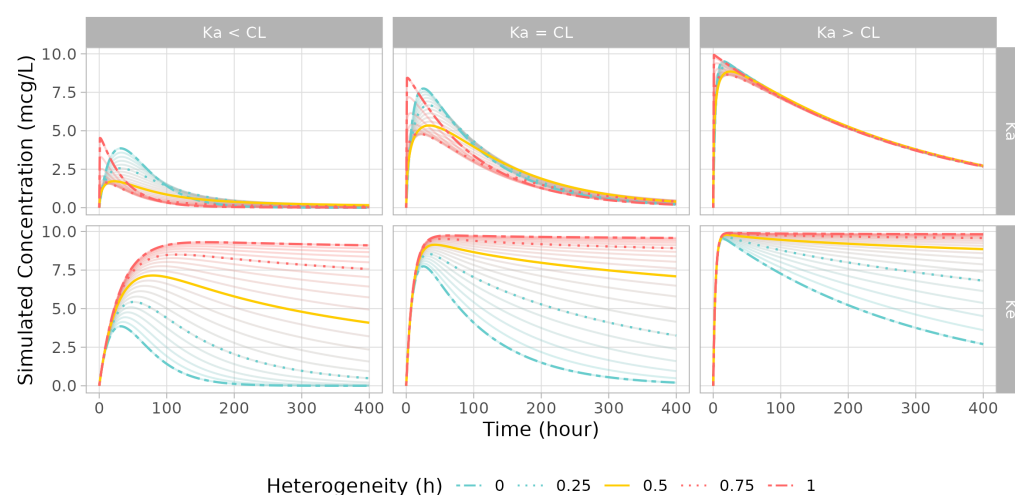 Ka < CL Ka = CL Ka > CL
Simulated Concentration (mcg/L)
10.0
7.5
5.0
2.5
0.0
Ka
10.0
7.5
5.0
2.5
0.0
Ke
0 100 200 300 400 0 100 200 300 400 0 100 200 300 400
Time (hour)
Heterogeneity (h) 0 0.25 0.5 0.75 1